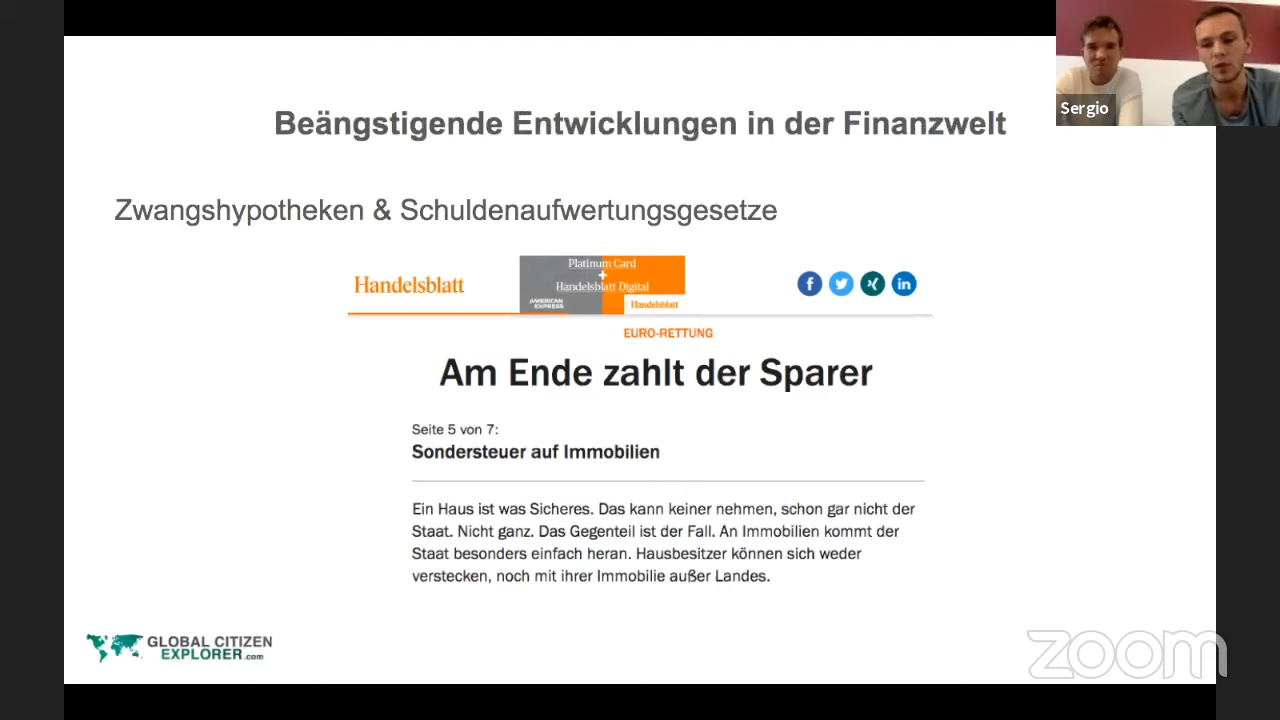 Sergio
Beängstigende Entwicklungen in der Finanzwelt
Zwangshypotheken & Schuldenaufwertungsgesetze
Handelsblatt
Platinum Card
+
Handelsblatt Digital
AMERICAN
EXPRESS
Handelsblatt
EURO-RETTUNG
Am Ende zahlt der Sparer
Seite 5 von 7:
Sondersteuer auf Immobilien
Ein Haus ist was Sicheres. Das kann keiner nehmen, schon gar nicht der
Staat. Nicht ganz. Das Gegenteil ist der Fall. An Immobilien kommt der
Staat besonders einfach heran. Hausbesitzer können sich weder
verstecken, noch mit ihrer Immobilie außer Landes.
GLOBAL CITIZEN
EXPLORER.com
zoom